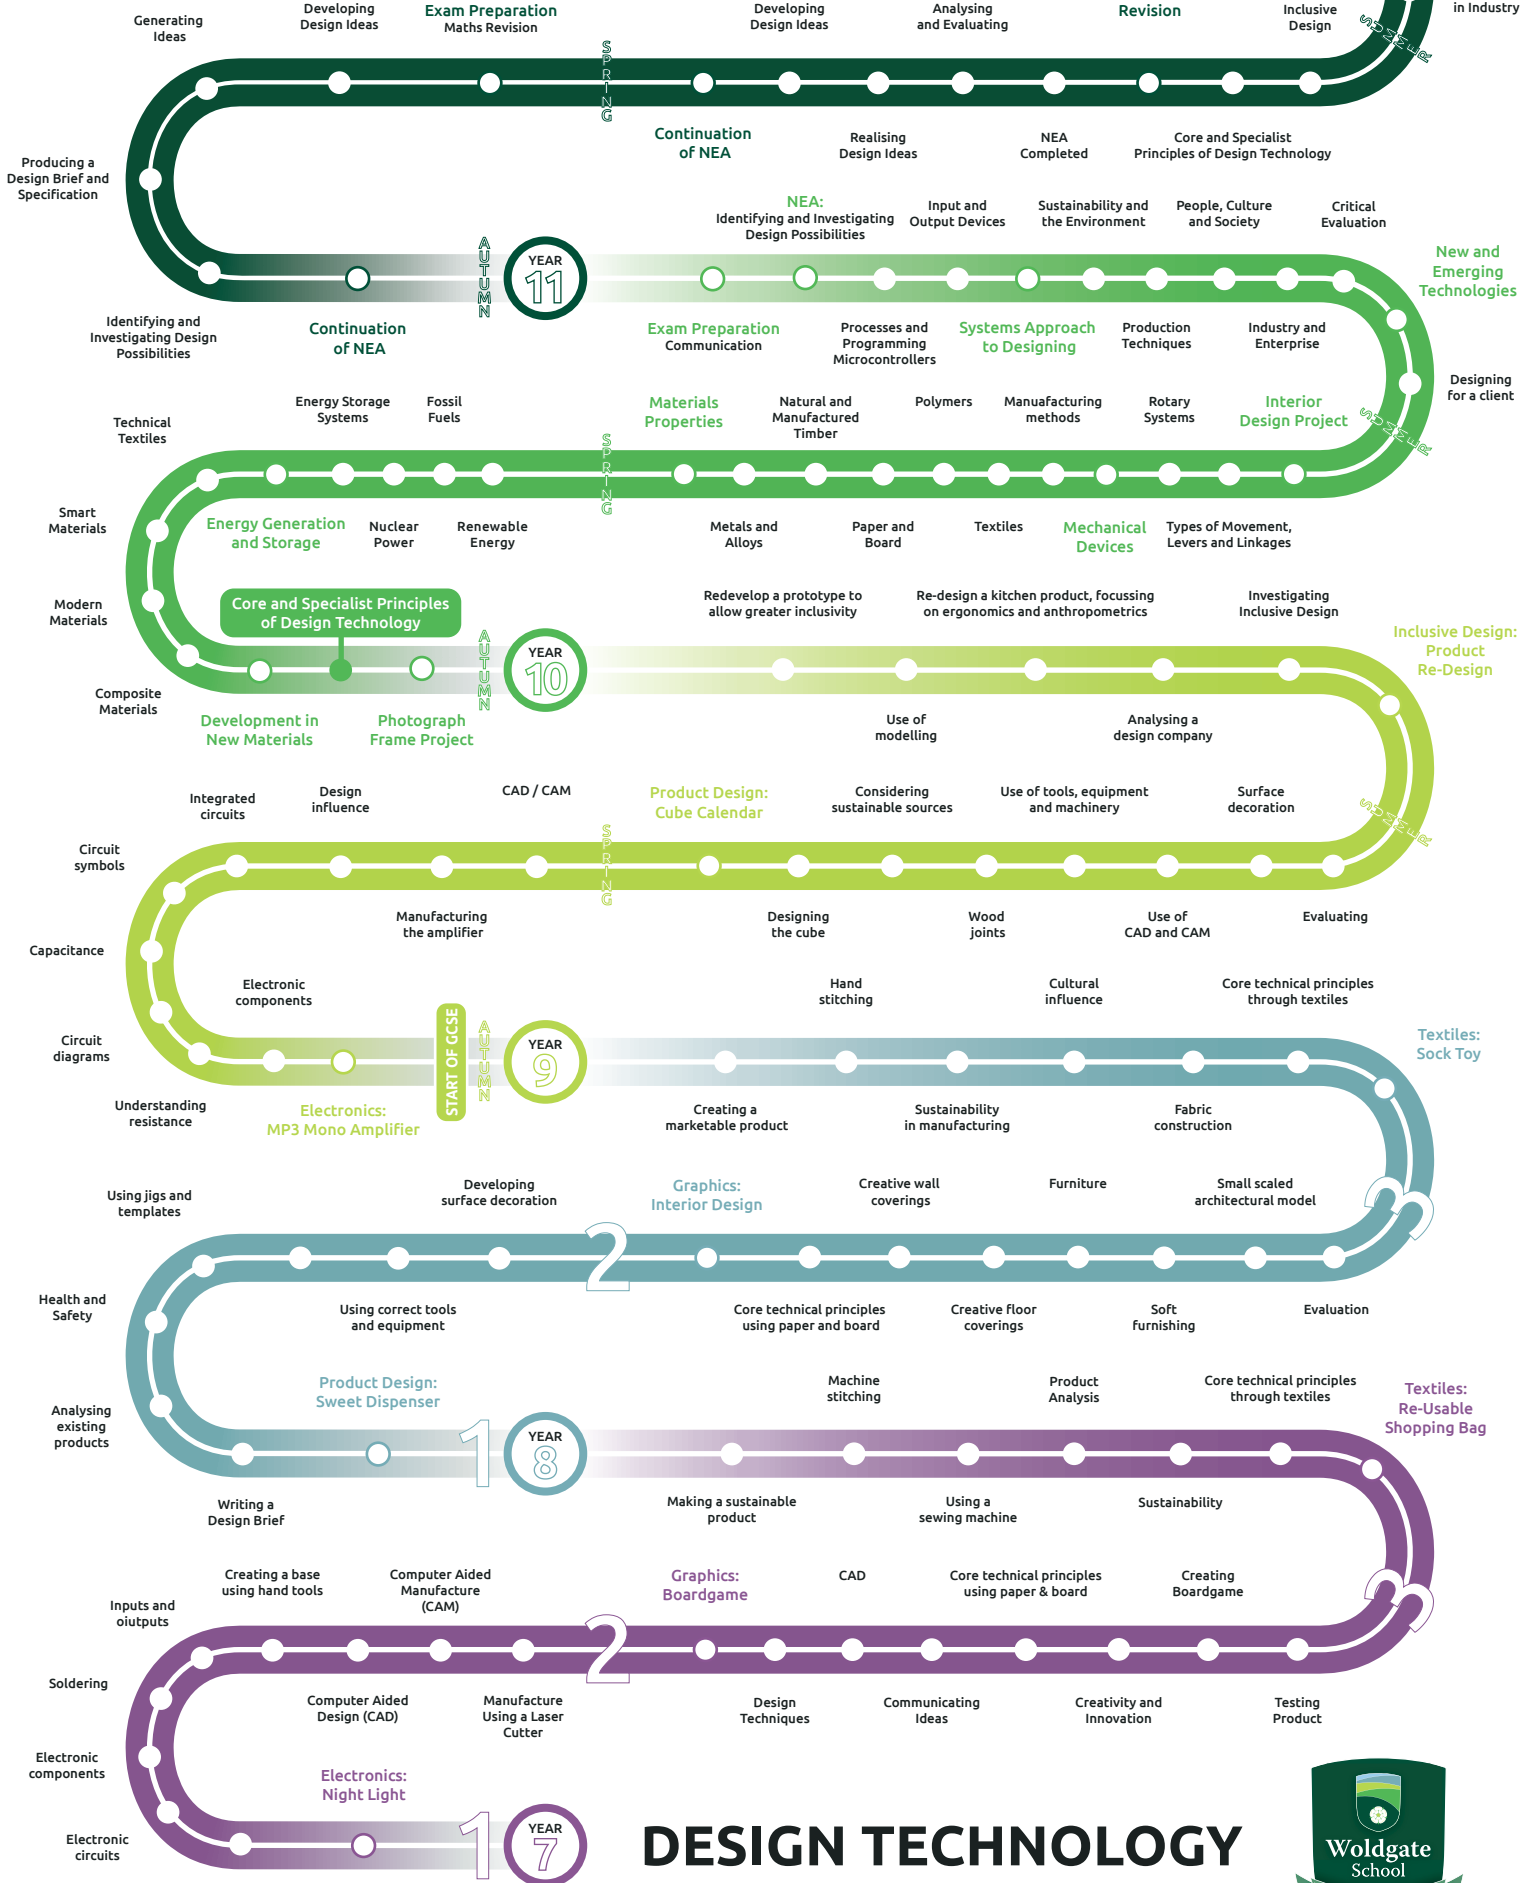 Generating
Ideas
Developing
Design Ideas
Exam Preparation
Maths Revision
Developing
Design Ideas
Analysing
and Evaluating
Revision
Inclusive
Design
in Industry
SUMMER
SPRING
Continuation
of NEA
Realising
Design Ideas
NEA
Completed
Core and Specialist
Principles of Design Technology
Producing a
Design Brief and
Specification
NEA:
Identifying and Investigating
Design Possibilities
Input and
Output Devices
Sustainability and
the Environment
People, Culture
and Society
Critical
Evaluation
New and
Emerging
Technologies
AUTUMN
YEAR
11
Identifying and
Investigating Design
Possibilities
Continuation
of NEA
Exam Preparation
Communication
Processes and
Programming
Microcontrollers
Systems Approach
to Designing
Production
Techniques
Industry and
Enterprise
Designing
for a client
Technical
Textiles
Energy Storage
Systems
Fossil
Fuels
Materials
Properties
Natural and
Manufactured
Timber
Polymers
Manuafacturing
methods
Rotary
Systems
Interior
Design Project
SUMMER
SPRING
Smart
Materials
Energy Generation
and Storage
Nuclear
Power
Renewable
Energy
Metals and
Alloys
Paper and
Board
Textiles
Mechanical
Devices
Types of Movement,
Levers and Linkages
Modern
Materials
Core and Specialist Principles
of Design Technology
Redevelop a prototype to
allow greater inclusivity
Re-design a kitchen product, focussing
on ergonomics and anthropometrics
Investigating
Inclusive Design
Inclusive Design:
Product
Re-Design
AUTUMN
YEAR
10
Composite
Materials
Development in
New Materials
Photograph
Frame Project
Use of
modelling
Analysing a
design company
Integrated
circuits
Design
influence
CAD / CAM
Product Design:
Cube Calendar
Considering
sustainable sources
Use of tools, equipment
and machinery
Surface
decoration
SUMMER
SPRING
Circuit
symbols
Manufacturing
the amplifier
Designing
the cube
Wood
joints
Use of
CAD and CAM
Evaluating
Capacitance
Electronic
components
Hand
stitching
Cultural
influence
Core technical principles
through textiles
Textiles:
Sock Toy
Circuit
diagrams
START OF GCSE
AUTUMN
YEAR
9
Understanding
resistance
Electronics:
MP3 Mono Amplifier
Creating a
marketable product
Sustainability
in manufacturing
Fabric
construction
Using jigs and
templates
Developing
surface decoration
Graphics:
Interior Design
Creative wall
coverings
Furniture
Small scaled
architectural model
3
2
Health and
Safety
Using correct tools
and equipment
Core technical principles
using paper and board
Creative floor
coverings
Soft
furnishing
Evaluation
Product Design:
Sweet Dispenser
Machine
stitching
Product
Analysis
Core technical principles
through textiles
Textiles:
Re-Usable
Shopping Bag
Analysing
existing
products
1
YEAR
8
Writing a
Design Brief
Making a sustainable
product
Using a
sewing machine
Sustainability
Creating a base
using hand tools
Computer Aided
Manufacture
(CAM)
Graphics:
Boardgame
CAD
Core technical principles
using paper & board
Creating
Boardgame
3
Inputs and
oiutputs
2
Soldering
Computer Aided
Design (CAD)
Manufacture
Using a Laser
Cutter
Design
Techniques
Communicating
Ideas
Creativity and
Innovation
Testing
Product
Electronic
components
Electronics:
Night Light
Electronic
circuits
1
YEAR
7
DESIGN TECHNOLOGY
Woldgate
School